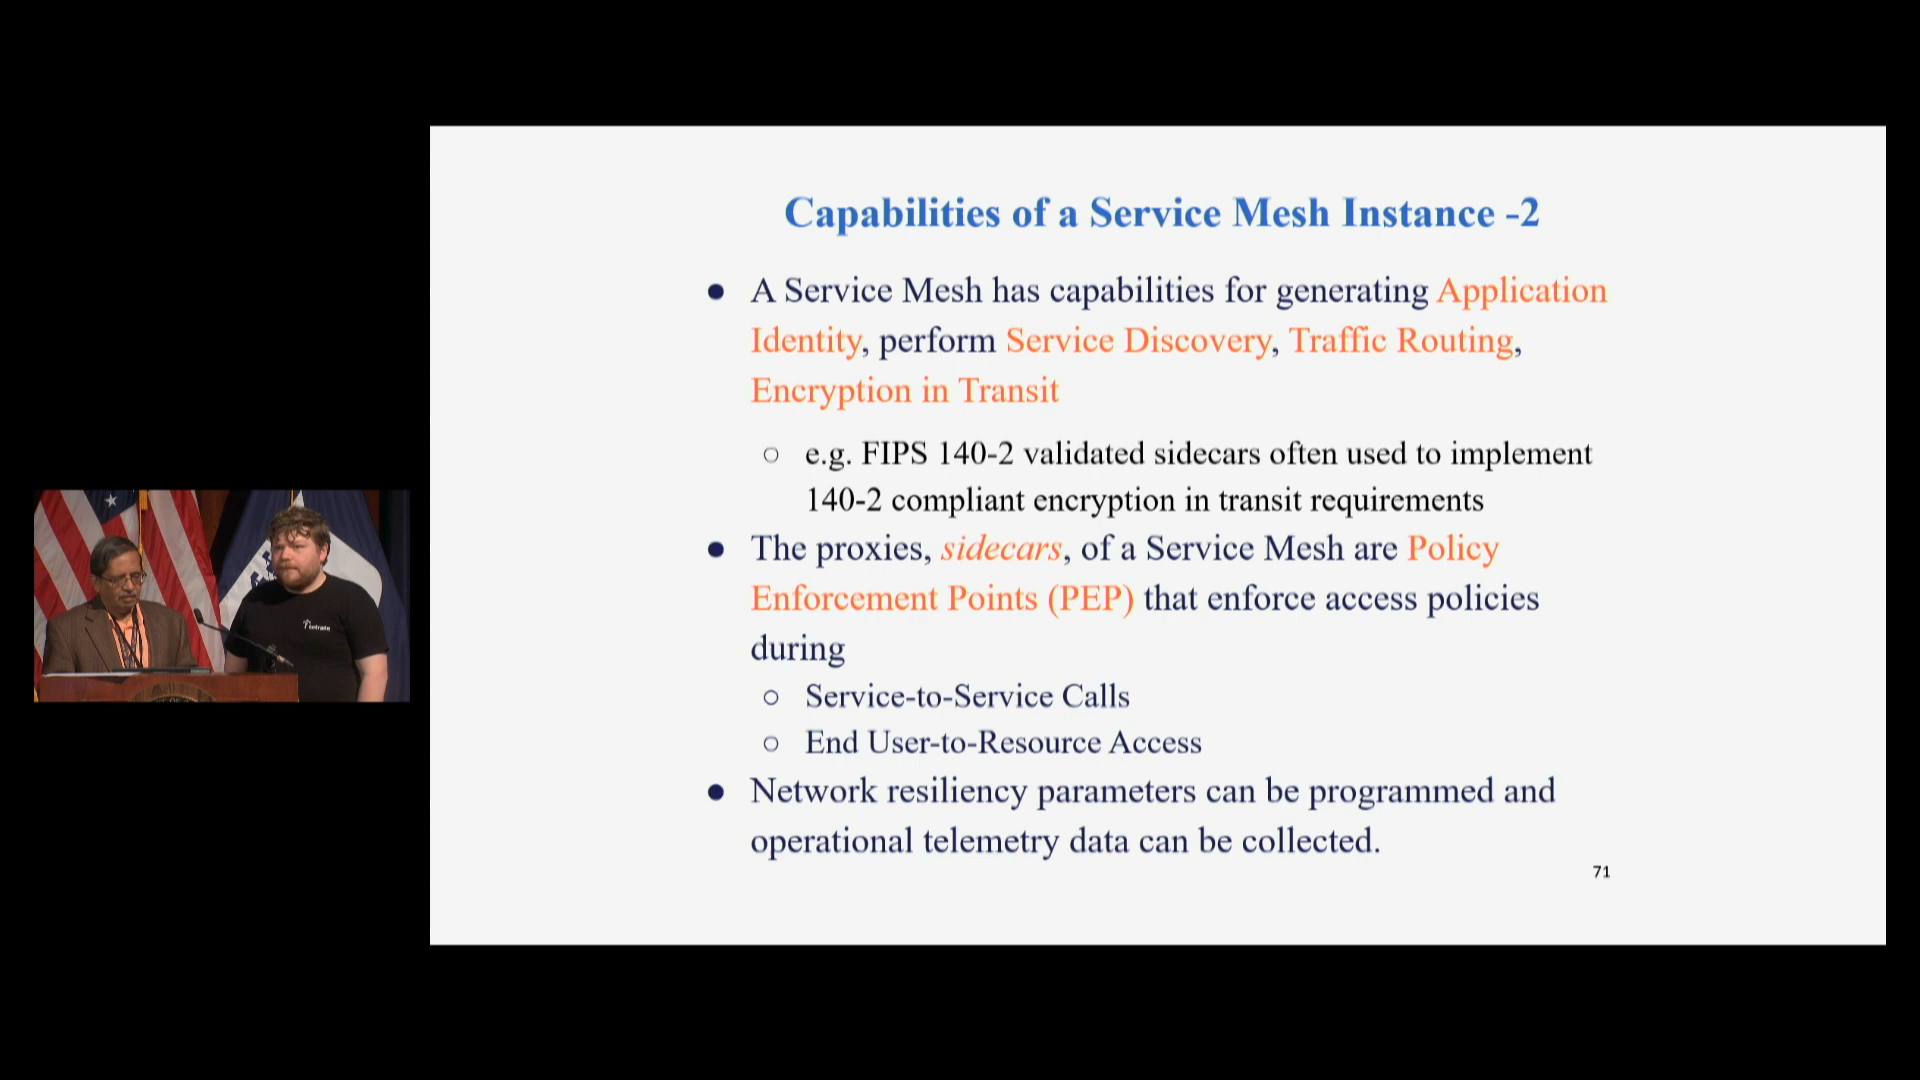 Capabilities of a Service Mesh Instance -2
● A Service Mesh has capabilities for generating Application
Identity, perform Service Discovery, Traffic Routing,
Encryption in Transit
○ e.g. FIPS 140-2 validated sidecars often used to implement
140-2 compliant encryption in transit requirements
● The proxies, sidecars, of a Service Mesh are Policy
Enforcement Points (PEP) that enforce access policies
during
○ Service-to-Service Calls
○ End User-to-Resource Access
● Network resiliency parameters can be programmed and
operational telemetry data can be collected.
71
tetrate